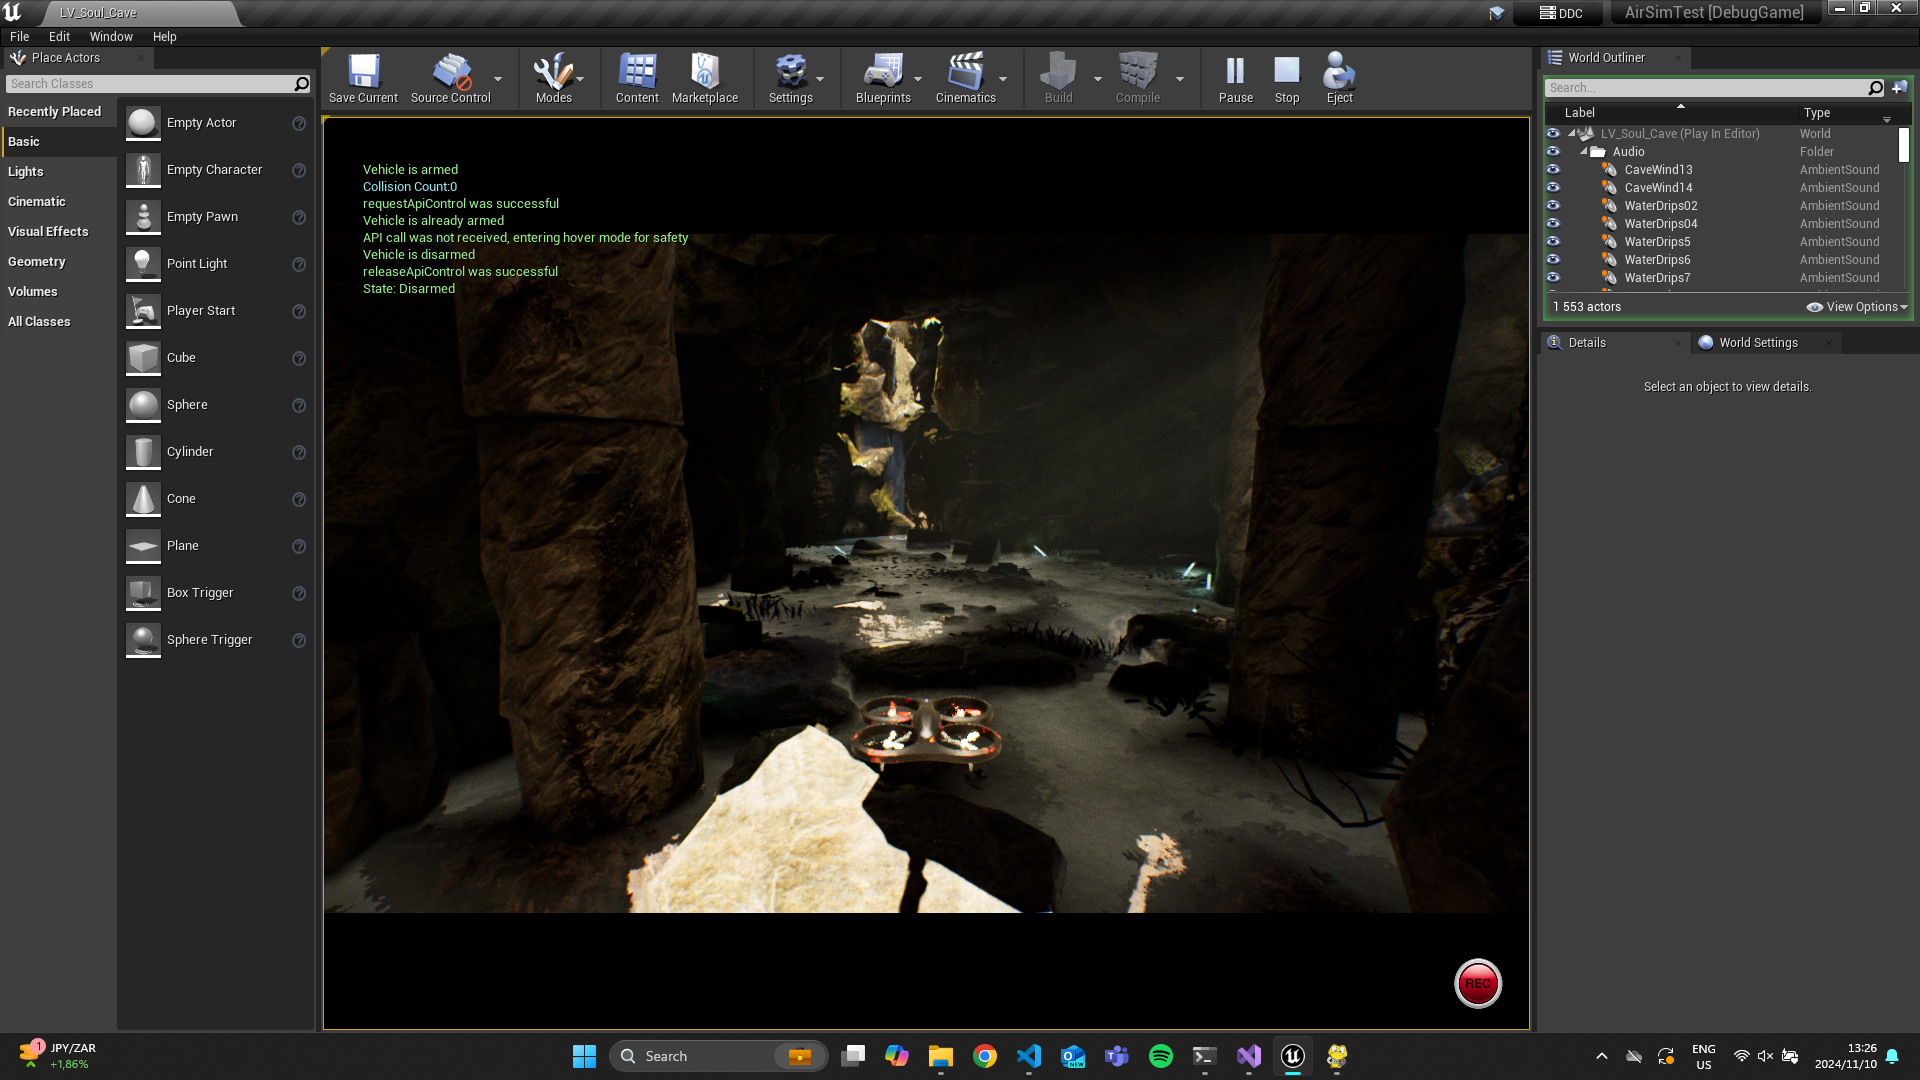 LV_Soul_Cave
DDC
AirSimTest [DebugGame]
File Edit Window Help
Place Actors
Search Classes
Recently Placed
Basic
Lights
Cinematic
Visual Effects
Geometry
Volumes
All Classes
Empty Actor
Empty Character
Empty Pawn
Point Light
Player Start
Cube
Sphere
Cylinder
Cone
Plane
Box Trigger
Sphere Trigger
Save Current Source Control Modes Content Marketplace Settings Blueprints Cinematics Build Compile Pause Stop Eject
Vehicle is armed
Collision Count:0
requestApiControl was successful
Vehicle is already armed
API call was not received, entering hover mode for safety
Vehicle is disarmed
releaseApiControl was successful
State: Disarmed
REC
World Outliner
Search...
Label Type
LV_Soul_Cave (Play In Editor) World
Audio Folder
CaveWind13 AmbientSound
CaveWind14 AmbientSound
WaterDrips02 AmbientSound
WaterDrips04 AmbientSound
WaterDrips5 AmbientSound
WaterDrips6 AmbientSound
WaterDrips7 AmbientSound
1 553 actors View Options
Details World Settings
Select an object to view details.
1
JPY/ZAR
+1,86%
Search
NEW
ENG
US
13:26
2024/11/10